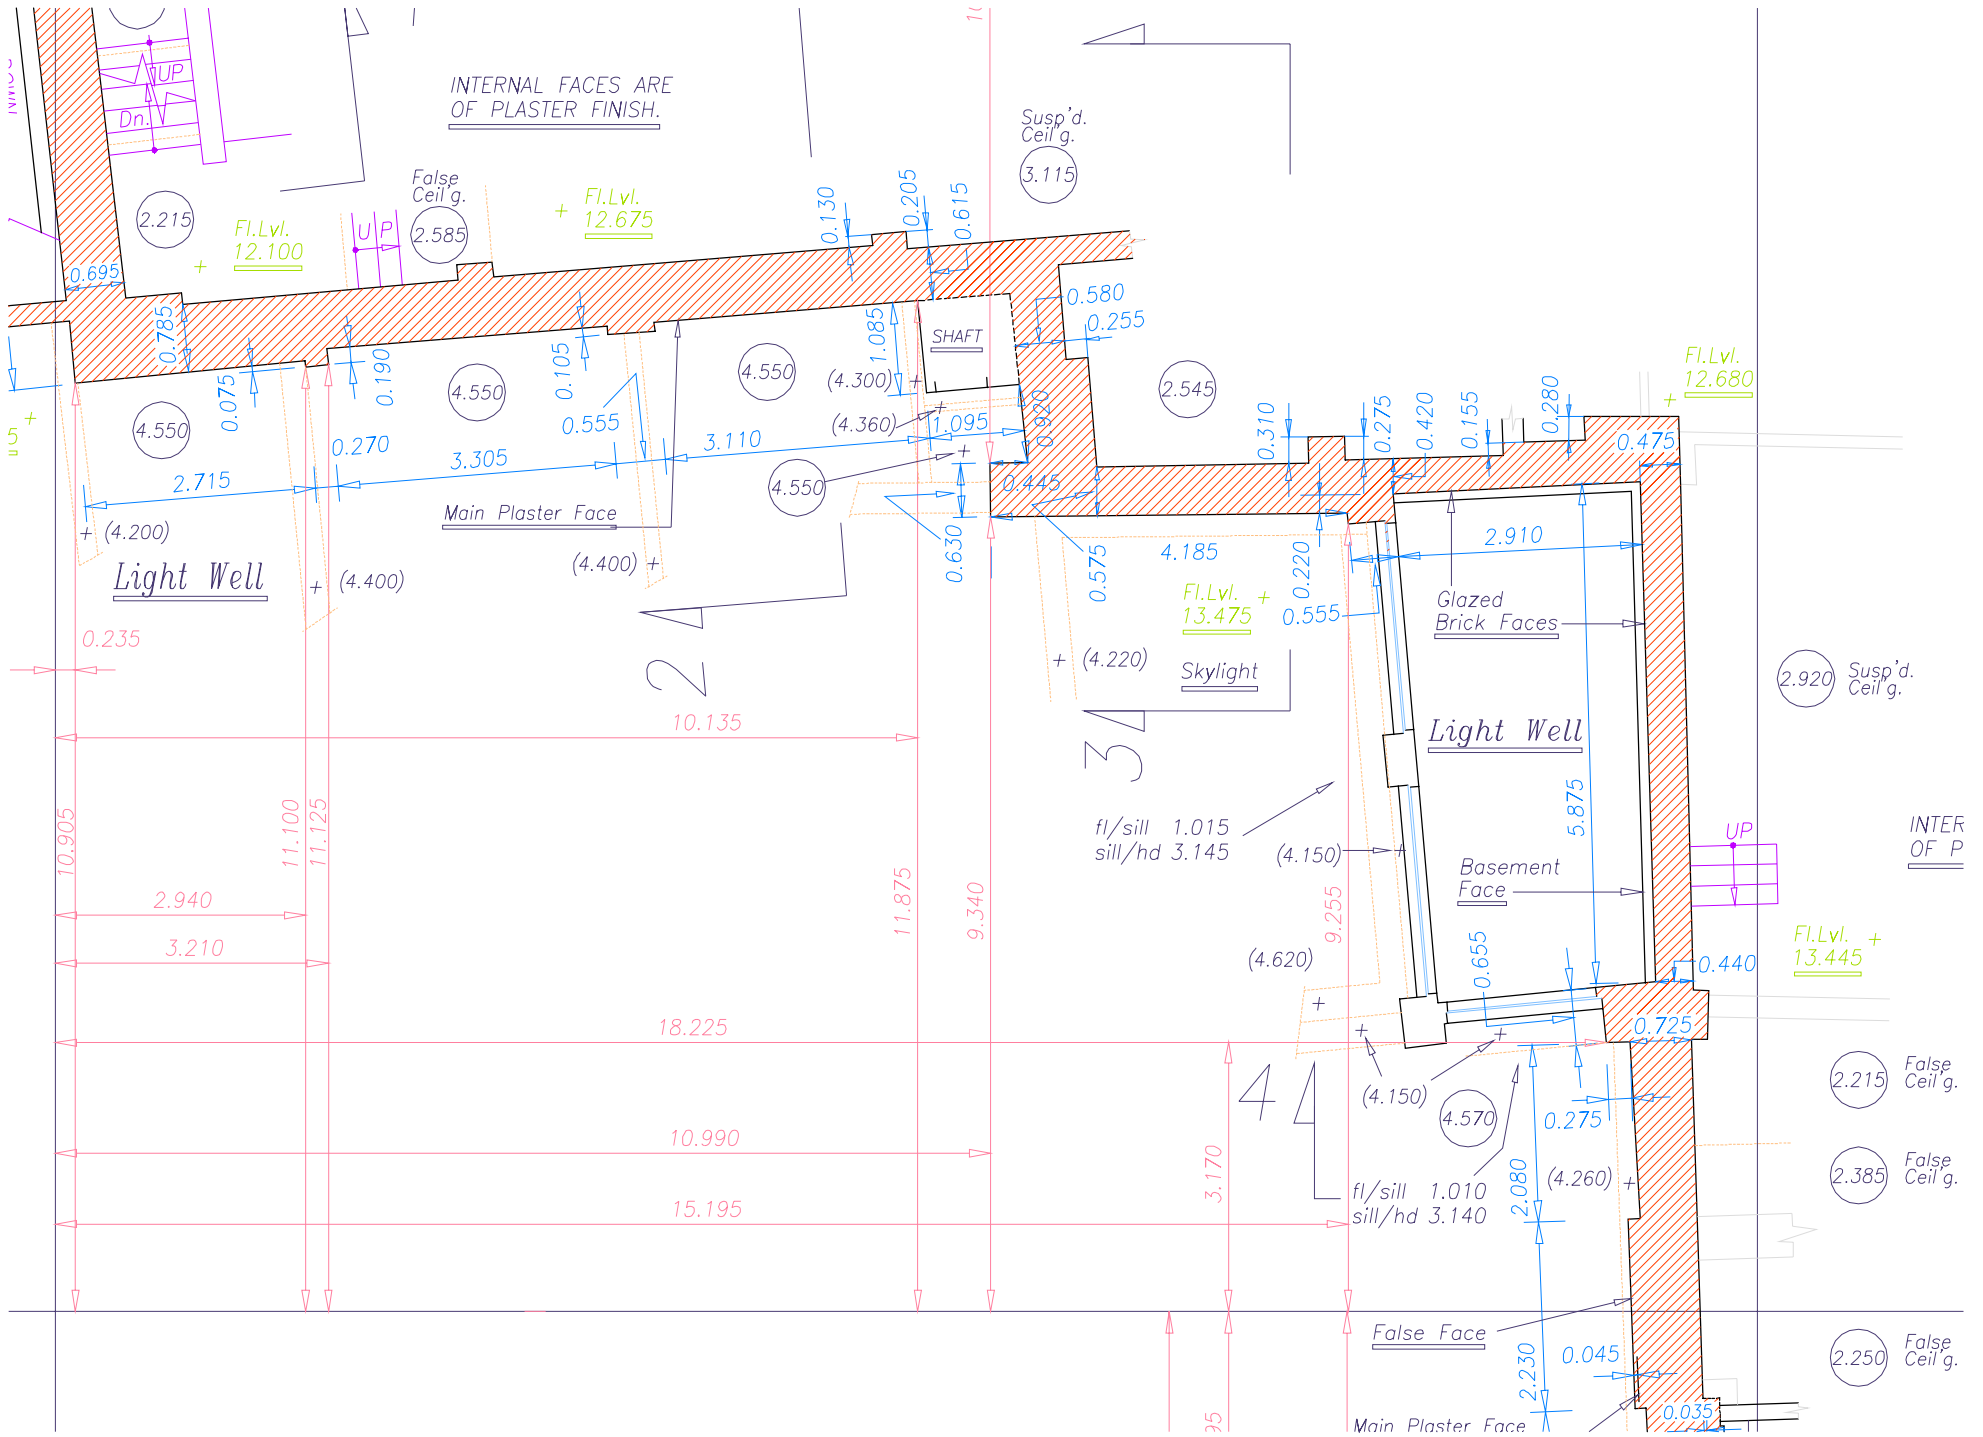 10
UP
Dn.
DOWN
INTERNAL FACES ARE
OF PLASTER FINISH.
Susp'd.
Ceil'g.
3.115
False
Ceil'g.
2.585
Fl.Lvl.
12.675
0.130
0.205
0.615
2.215
Fl.Lvl.
12.100
UP
0.695
0.785
0.580
0.255
SHAFT
1.085
0.075
0.190
0.105
0.555
4.550
4.550
4.550
(4.300)
(4.360)
1.095
0.920
2.545
Fl.Lvl.
12.680
0.310
0.275
0.420
0.155
0.280
0.475
5
0.270
3.305
3.110
2.715
4.550
0.445
Main Plaster Face
(4.200)
(4.400)
(4.400)
Light Well
0.630
0.575
4.185
0.220
2.910
Fl.Lvl.
13.475
0.555
Glazed
Brick Faces
0.235
2
(4.220)
Skylight
2.920
Susp'd.
Ceil'g.
10.135
3
Light Well
10.905
11.100
11.125
fl/sill 1.015
sill/hd 3.145
(4.150)
5.875
UP
INTER
OF P
Basement
Face
2.940
11.875
9.340
9.255
3.210
(4.620)
0.655
0.440
Fl.Lvl.
13.445
18.225
0.725
4
(4.150)
4.570
0.275
2.215
False
Ceil'g.
10.990
3.170
2.080
(4.260)
2.385
False
Ceil'g.
15.195
fl/sill 1.010
sill/hd 3.140
False Face
2.230
0.045
2.250
False
Ceil'g.
95
Main Plaster Face
0.035